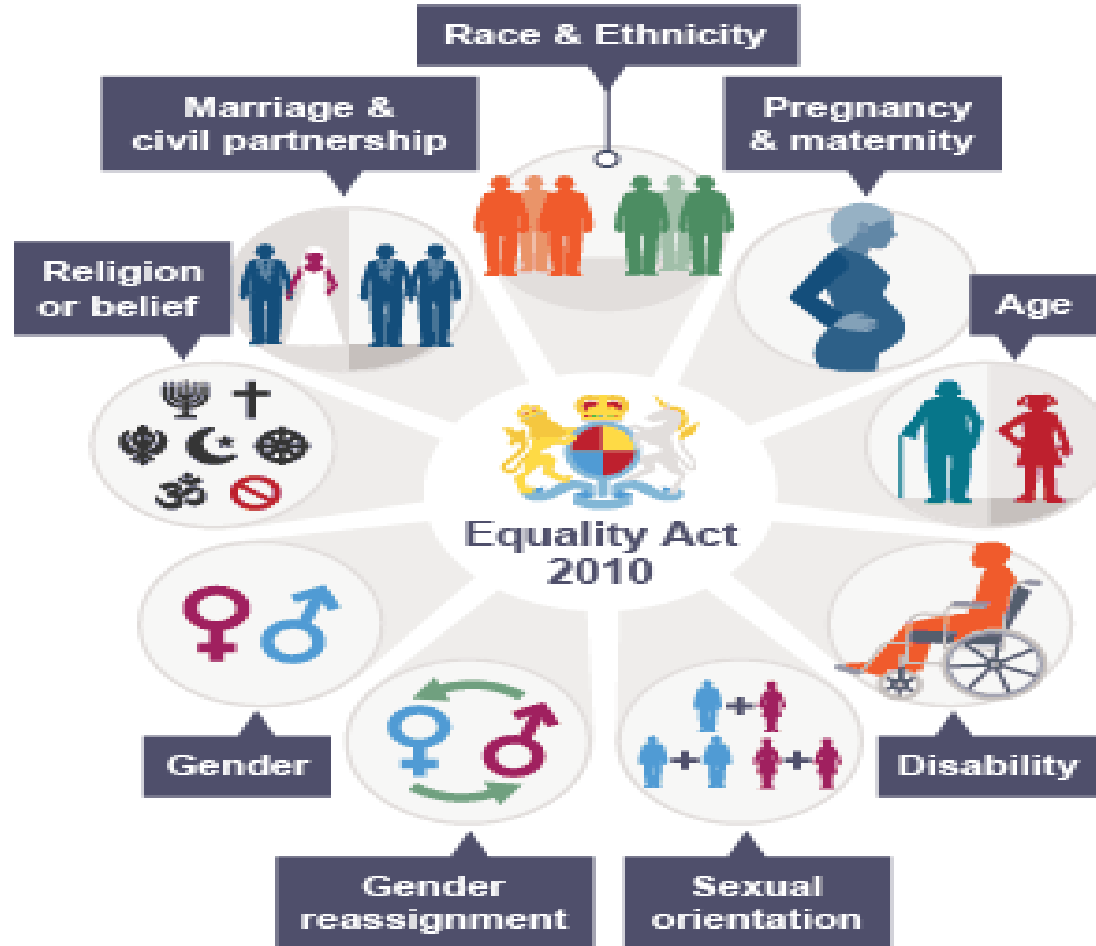 Race & Ethnicity
Marriage &
civil partnership
Pregnancy
& maternity
Religion
or belief
Age
Equality Act
2010
Gender
Disability
Gender
reassignment
Sexual
orientation